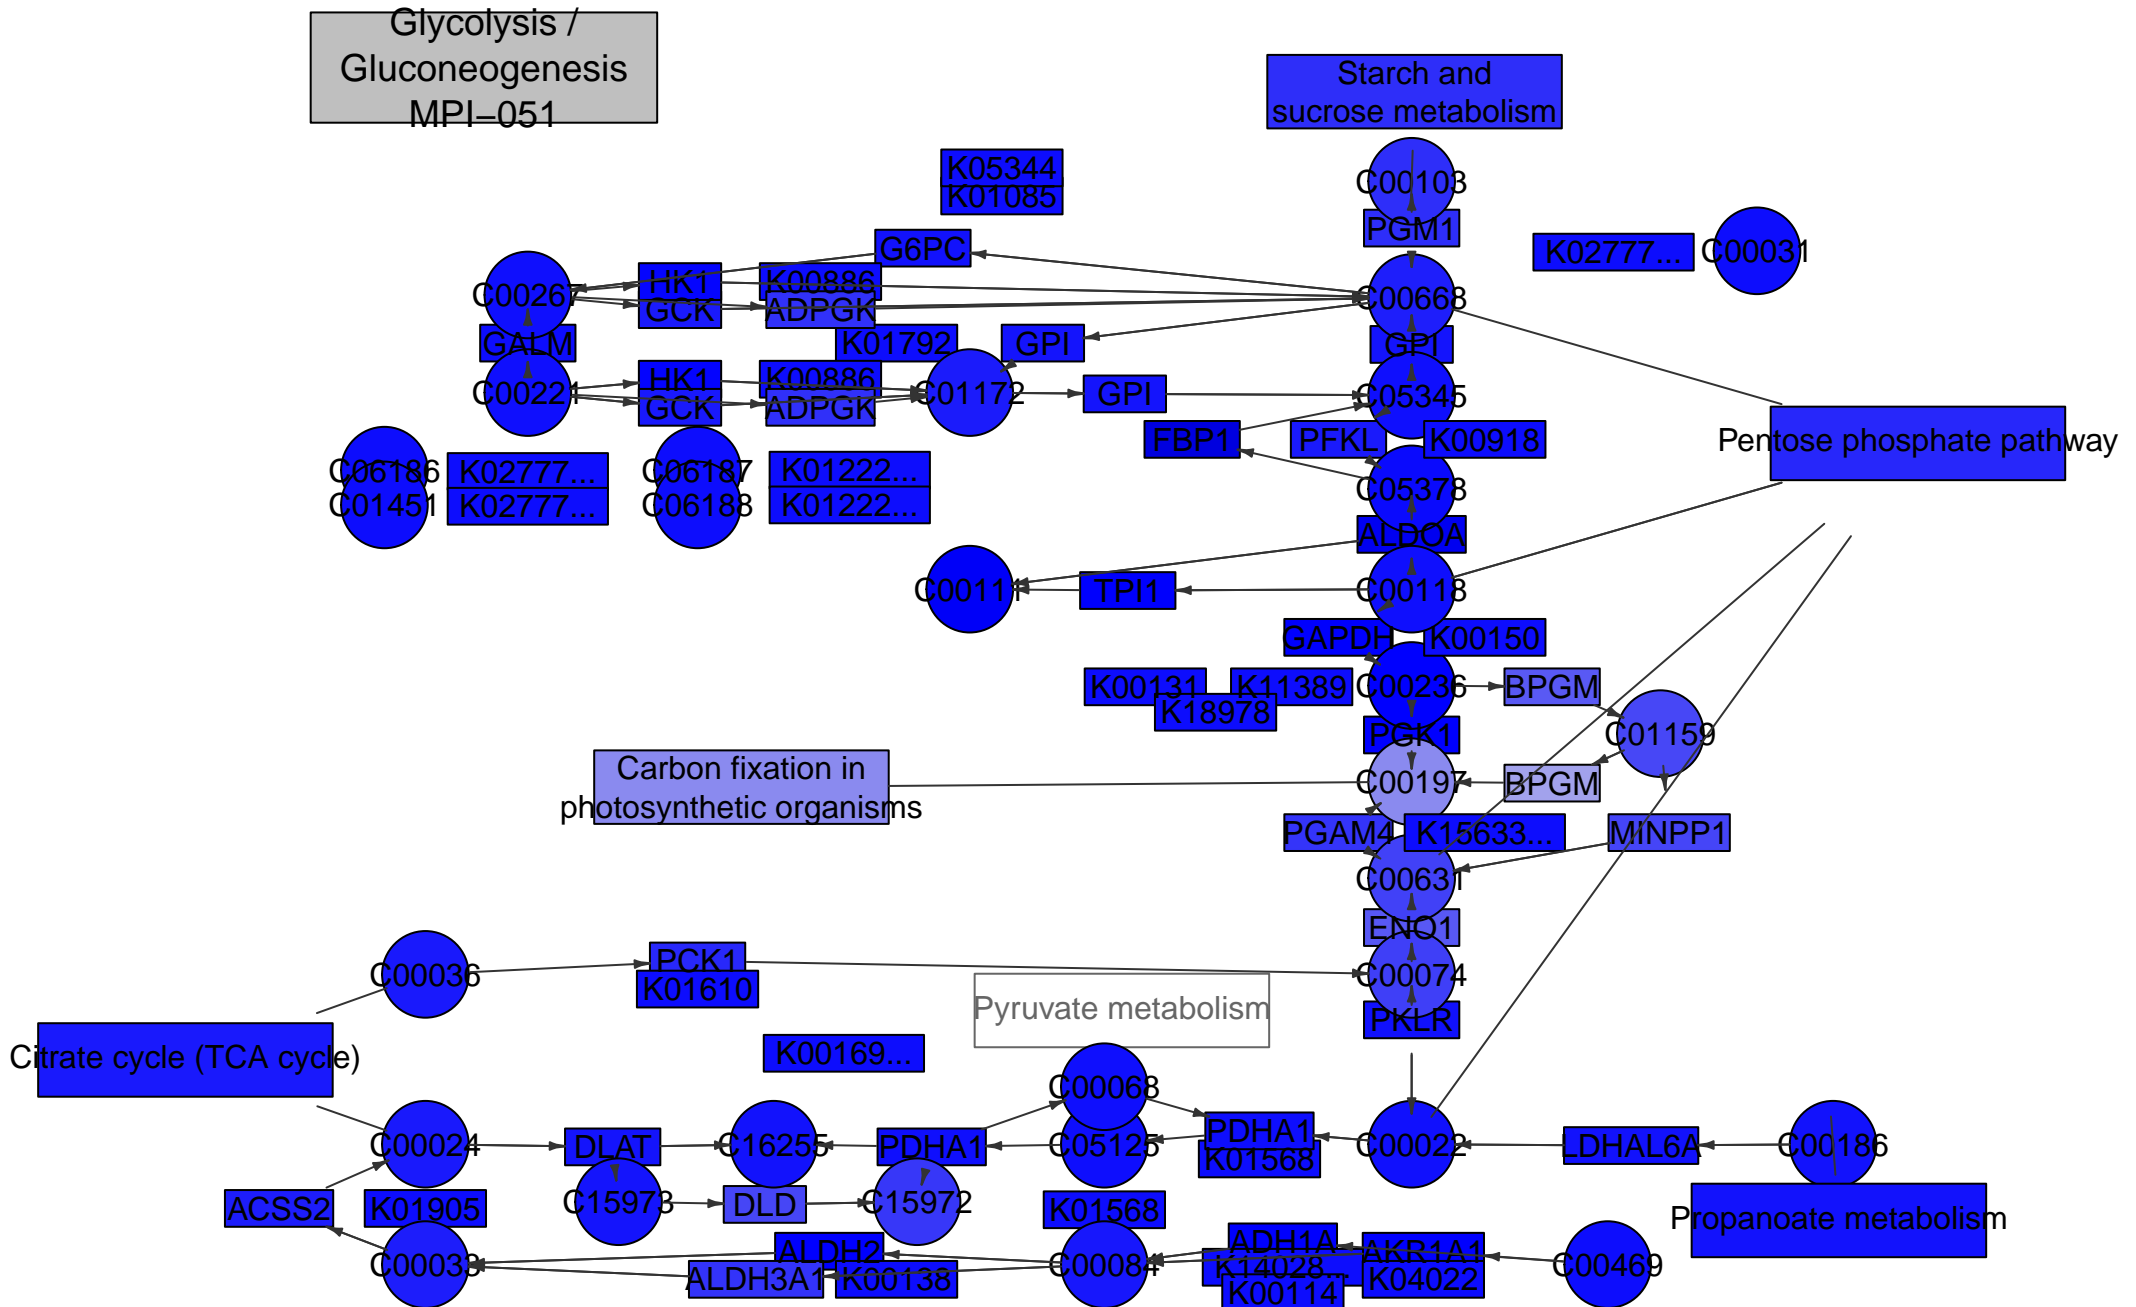 Glycolysis /
Gluconeogenesis
MPI–051
Starch and
sucrose metabolism
K05344
K01085
C00103
PGM1
G6PC
K02777...
C00031
C00267
HK1
K00886
GCK
ADPGK
C00668
GALM
K01792
GPI
GPI
C00221
HK1
K00886
GCK
ADPGK
C01172
GPI
C05345
FBP1
PFKL
K00918
Pentose phosphate pathway
C06186
K02777...
C06187
K01222...
C05378
C01451
K02777...
C06188
K01222...
ALDOA
C00111
TPI1
C00118
GAPDH
K00150
K00131
K11389
C00236
BPGM
K18978
PGK1
C01159
Carbon fixation in
photosynthetic organisms
C00197
BPGM
PGAM4
K15633...
MINPP1
C00631
ENO1
C00036
PCK1
C00074
K01610
Pyruvate metabolism
PKLR
Citrate cycle (TCA cycle)
K00169...
C00068
C00024
DLAT
C16255
PDHA1
C05125
PDHA1
K01568
C00022
LDHAL6A
C00186
ACSS2
K01905
C15973
DLD
C15972
K01568
Propanoate metabolism
C00033
ALDH2
ALDH3A1
K00138
C00084
ADH1A
K14028...
K00114
AKR1A1
K04022
C00469